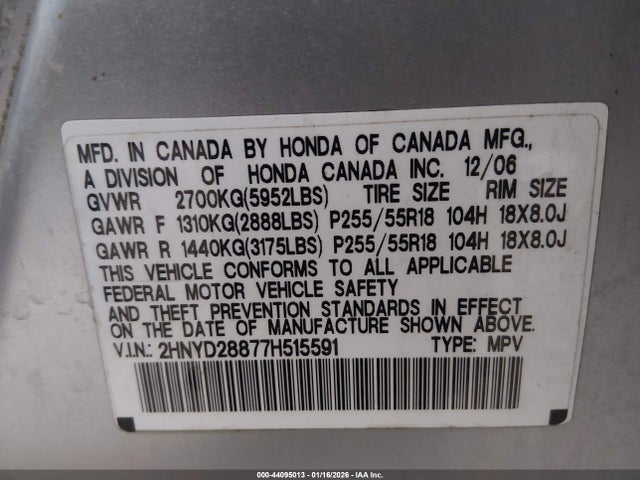 MFD. IN CANADA BY HONDA OF CANADA MFG.,
A DIVISION OF HONDA CANADA INC. 12/06
GVWR 2700KG(5952LBS) TIRE SIZE RIM SIZE
GAWR F 1310KG(2888LBS) P255/55R18 104H 18X8.0J
GAWR R 1440KG(3175LBS) P255/55R18 104H 18X8.0J
THIS VEHICLE CONFORMS TO ALL APPLICABLE
FEDERAL MOTOR VEHICLE SAFETY
AND THEFT PREVENTION STANDARDS IN EFFECT
ON THE DATE OF MANUFACTURE SHOWN ABOVE.
V.I.N.: 2HNYD28877H515591 TYPE: MPV
000-44095013 - 01/16/2026 - IAA Inc.